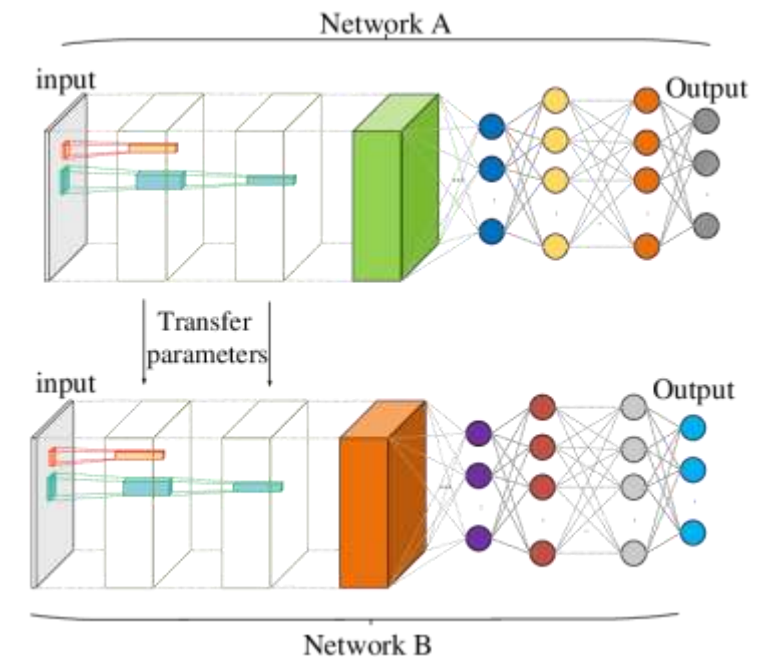 Network A
input
Output
Transfer
parameters
input
Output
Network B